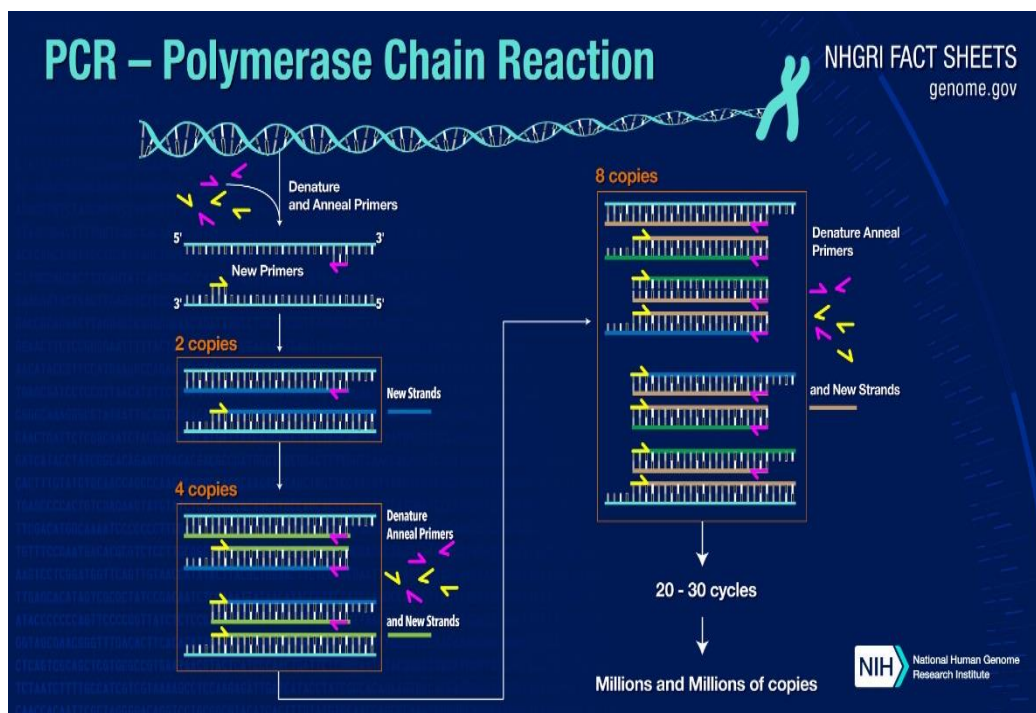 PCR – Polymerase Chain Reaction
NHGRI FACT SHEETS
genome.gov
Denature
and Anneal Primers
5'
3'
New Primers
3'
5'
2 copies
New Strands
4 copies
Denature
Anneal Primers
and New Strands
8 copies
Denature Anneal
Primers
and New Strands
20 - 30 cycles
Millions and Millions of copies
NIH
National Human Genome
Research Institute